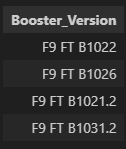 Booster_Version
F9 FT B1022
F9 FT B1026
F9 FT B1021.2
F9 FT B1031.2